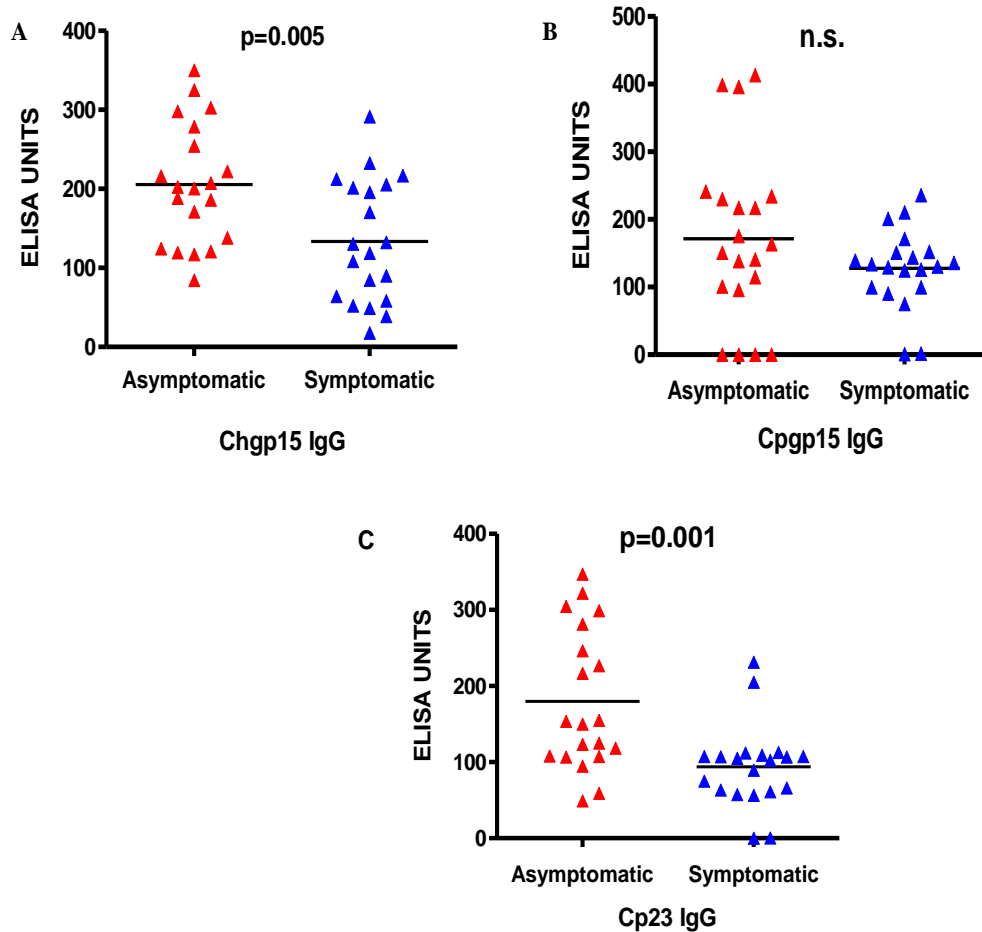 A
p=0.005
ELISA UNITS
400
300
200
100
0
Asymptomatic Symptomatic
Chgp15 IgG
B
n.s.
ELISA UNITS
500
400
300
200
100
0
Asymptomatic Symptomatic
Cpgp15 IgG
C
p=0.001
ELISA UNITS
400
300
200
100
0
Asymptomatic Symptomatic
Cp23 IgG